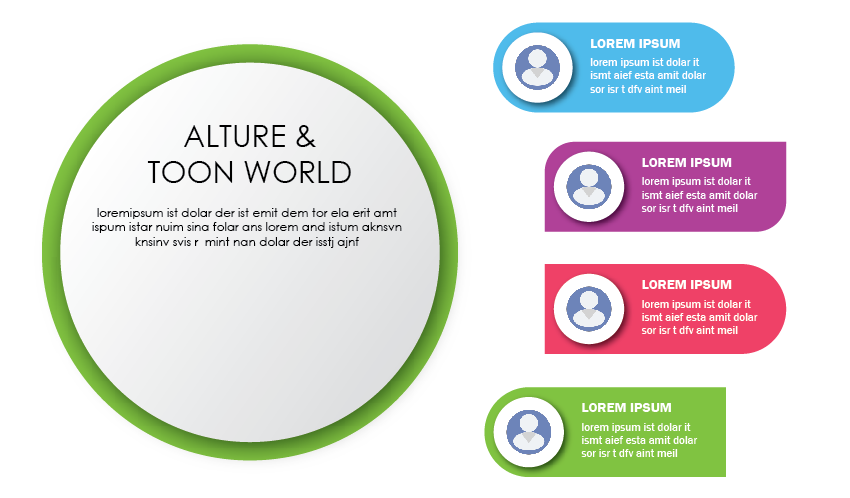 ALTURE &
TOON WORLD
loremipsum ist dolar der ist emit dem tor ela erit amt
ispum istar nuim sina folar ans lorem and istum aknsvn
knsinv svis r mint nan dolar der isstj ajnf
LOREM IPSUM
lorem ipsum ist dolar it
ismt aief esta amit dolar
sor isr t dfv aint meil
LOREM IPSUM
lorem ipsum ist dolar it
ismt aief esta amit dolar
sor isr t dfv aint meil
LOREM IPSUM
lorem ipsum ist dolar it
ismt aief esta amit dolar
sor isr t dfv aint meil
LOREM IPSUM
lorem ipsum ist dolar it
ismt aief esta amit dolar
sor isr t dfv aint meil